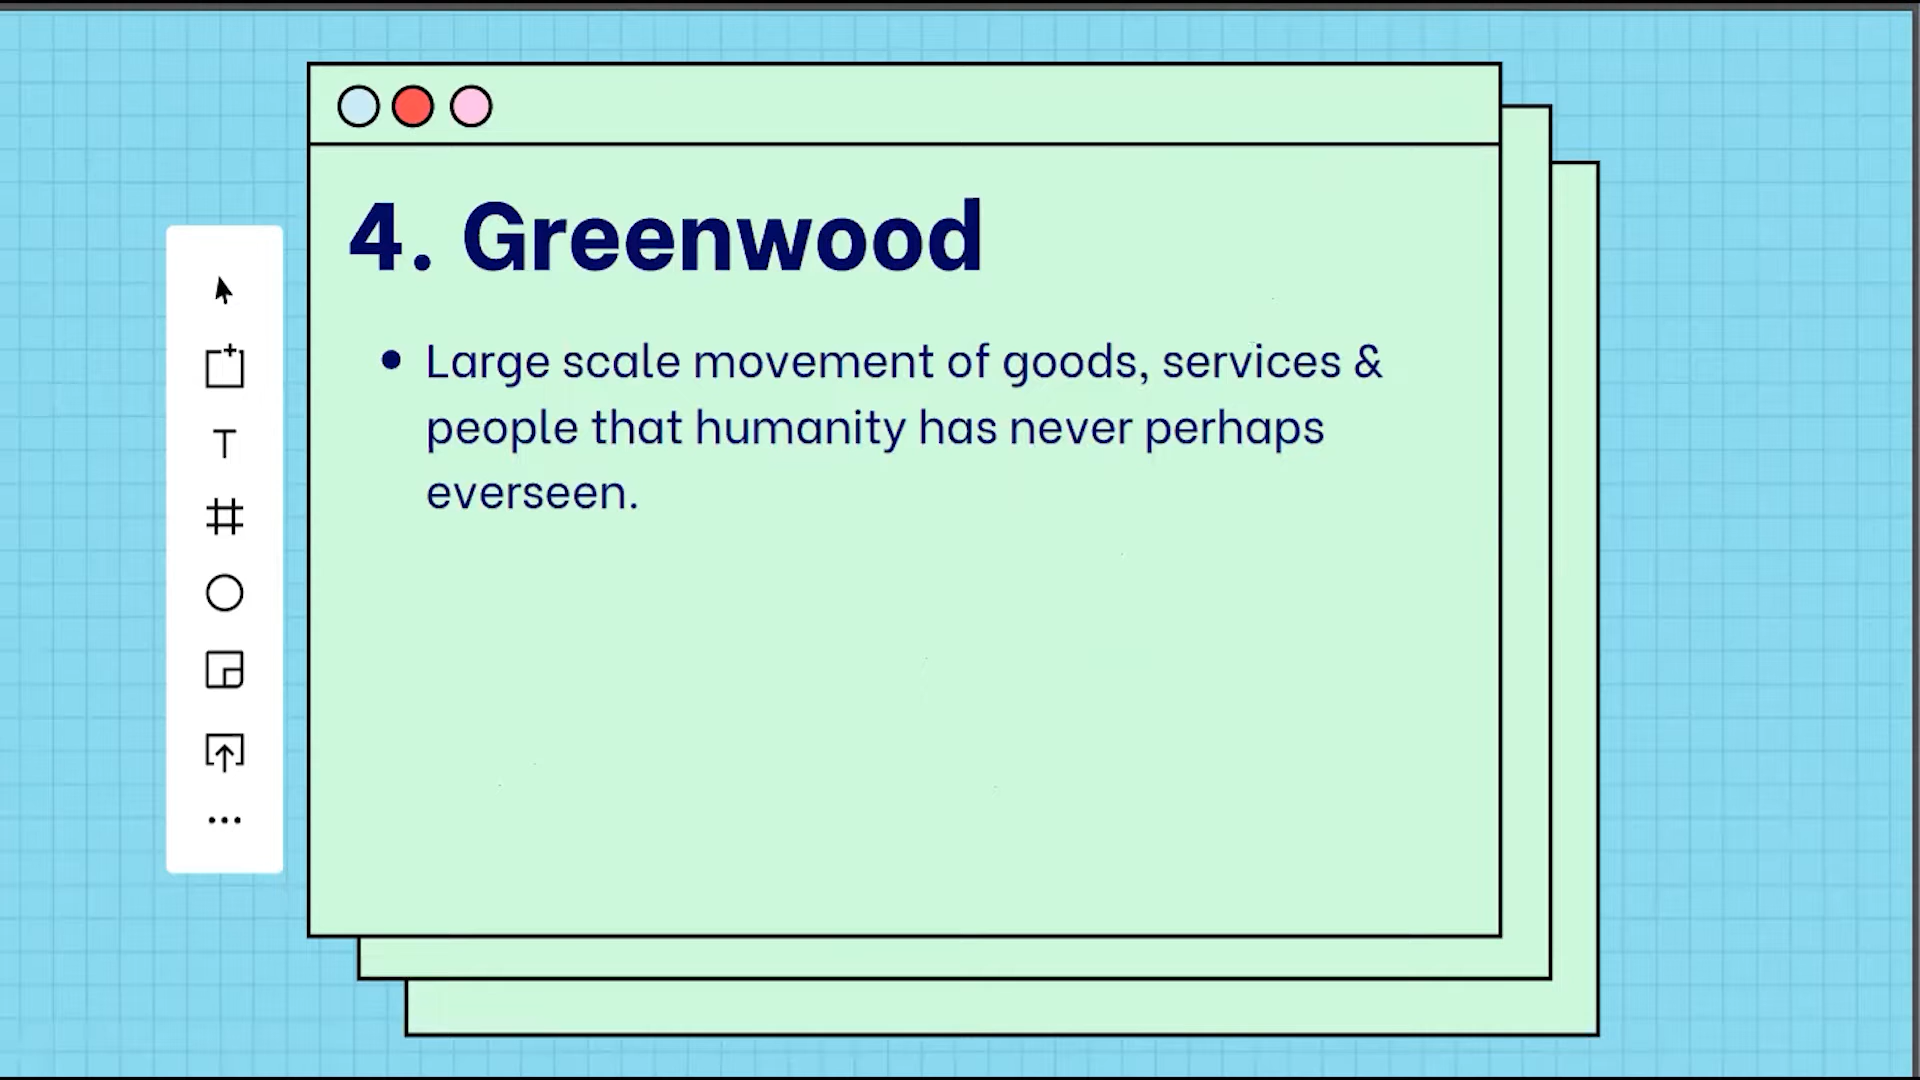 4. Greenwood
• Large scale movement of goods, services &
people that humanity has never perhaps
everseen.
T